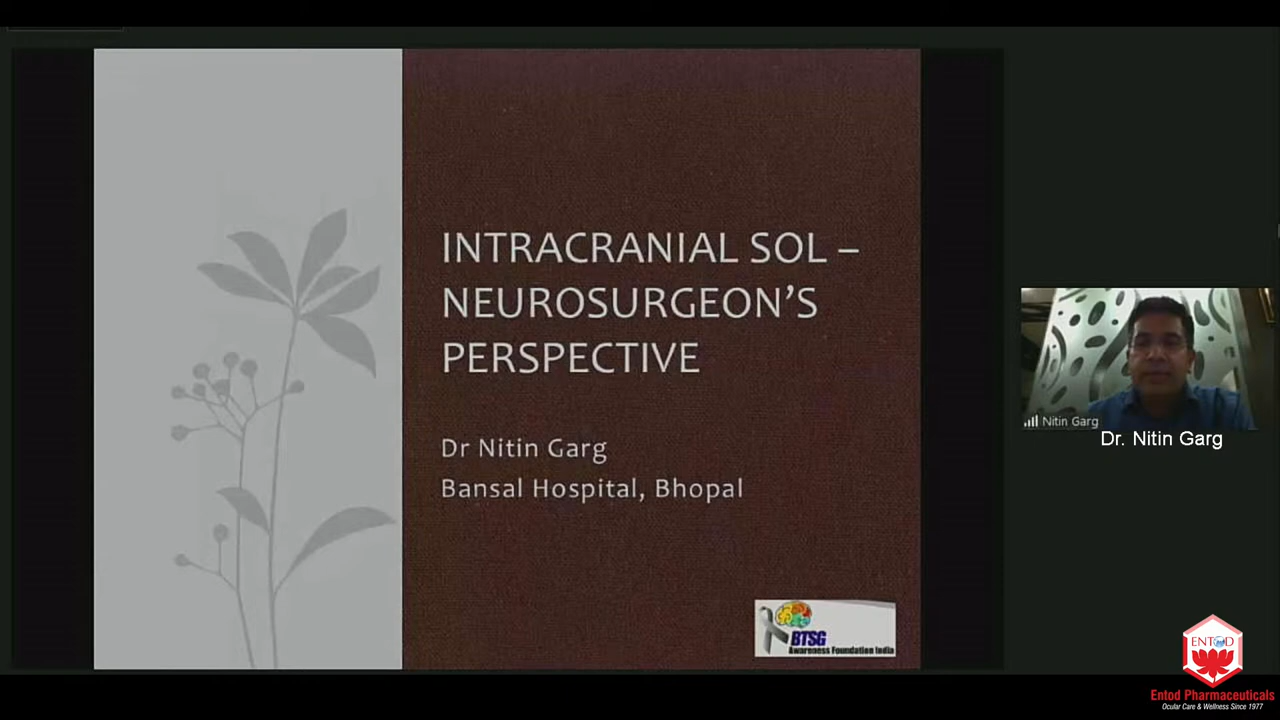 INTRACRANIAL SOL –
NEUROSURGEON'S
PERSPECTIVE
Dr Nitin Garg
Bansal Hospital, Bhopal
BTSG
Awareness Foundation India
Nitin Garg
Dr. Nitin Garg
ENTOD
Entod Pharmaceuticals
Ocular Care & Wellness Since 1977